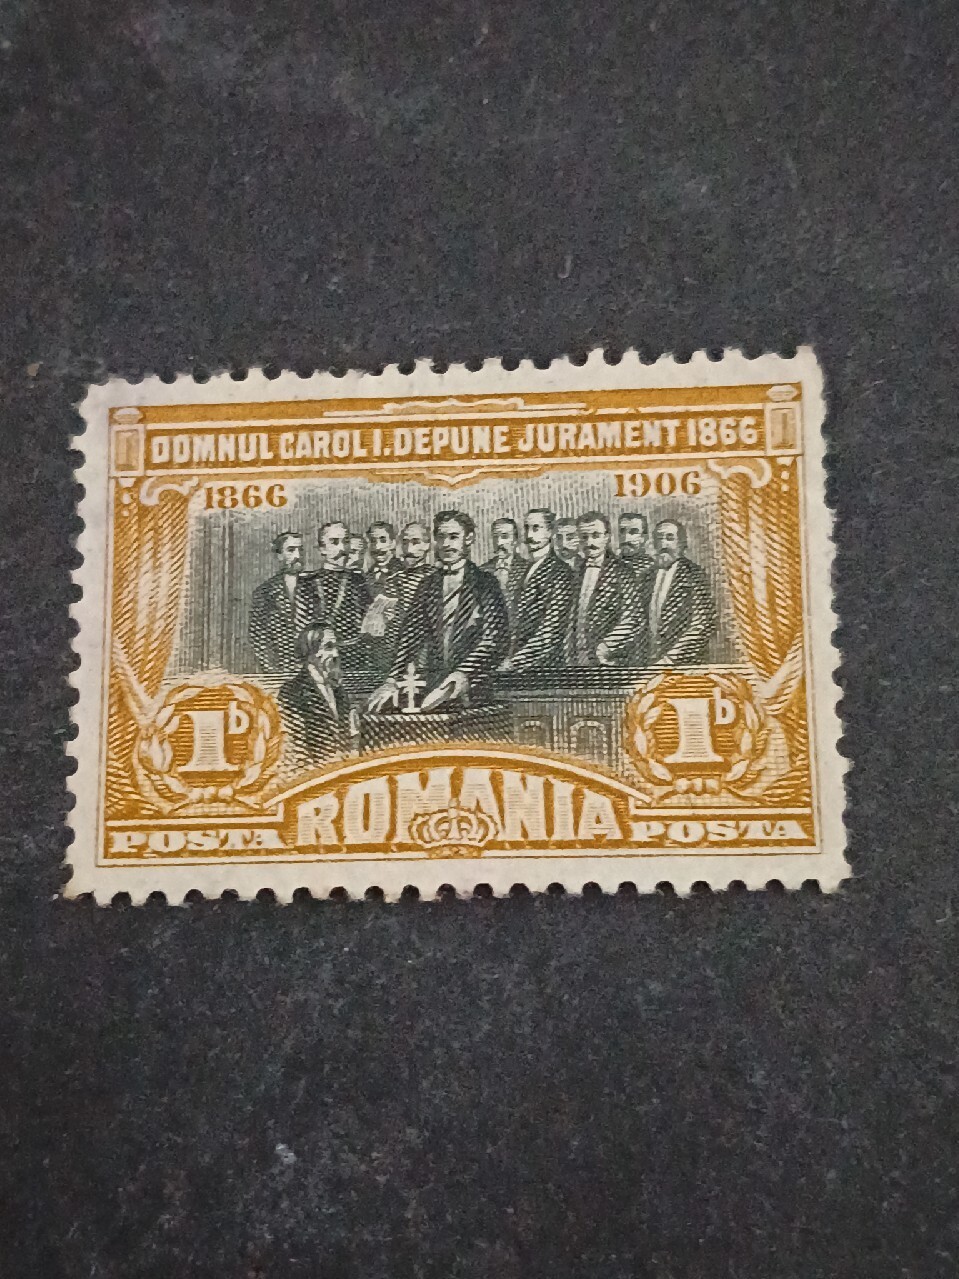 DOMNUL CAROL I. DEPUNE JURAMENT 1866
1866 1906
1b 1b
ROMANIA
POSTA POSTA